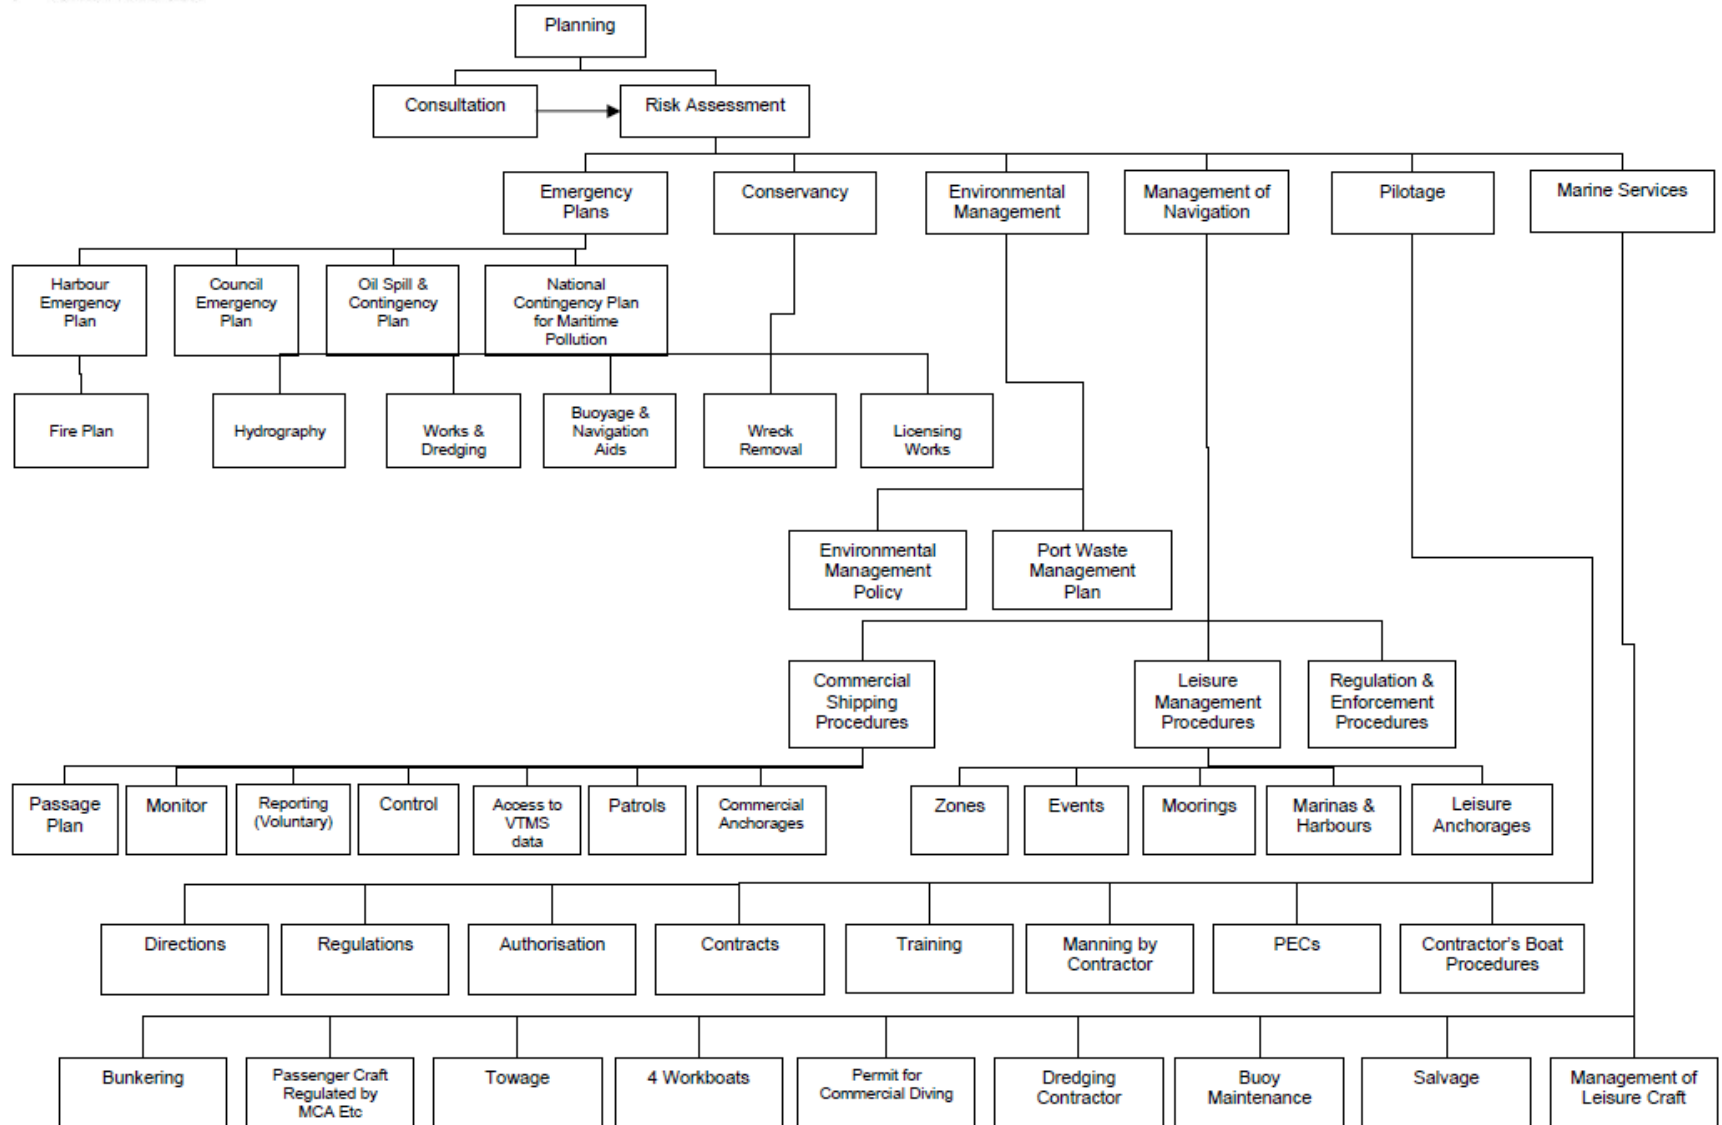 Planning
Consultation
Risk Assessment
Emergency
Plans
Conservancy
Environmental
Management
Management of
Navigation
Pilotage
Marine Services
Harbour
Emergency
Plan
Council
Emergency
Plan
Oil Spill &
Contingency
Plan
National
Contingency Plan
for Maritime
Pollution
Fire Plan
Hydrography
Works &
Dredging
Buoyage &
Navigation
Aids
Wreck
Removal
Licensing
Works
Environmental
Management
Policy
Port Waste
Management
Plan
Commercial
Shipping
Procedures
Leisure
Management
Procedures
Regulation &
Enforcement
Procedures
Passage
Plan
Monitor
Reporting
(Voluntary)
Control
Access to
VTMS
data
Patrols
Commercial
Anchorages
Zones
Events
Moorings
Marinas &
Harbours
Leisure
Anchorages
Directions
Regulations
Authorisation
Contracts
Training
Manning by
Contractor
PECs
Contractor's Boat
Procedures
Bunkering
Passenger Craft
Regulated by
MCA Etc
Towage
4 Workboats
Permit for
Commercial Diving
Dredging
Contractor
Buoy
Maintenance
Salvage
Management of
Leisure Craft